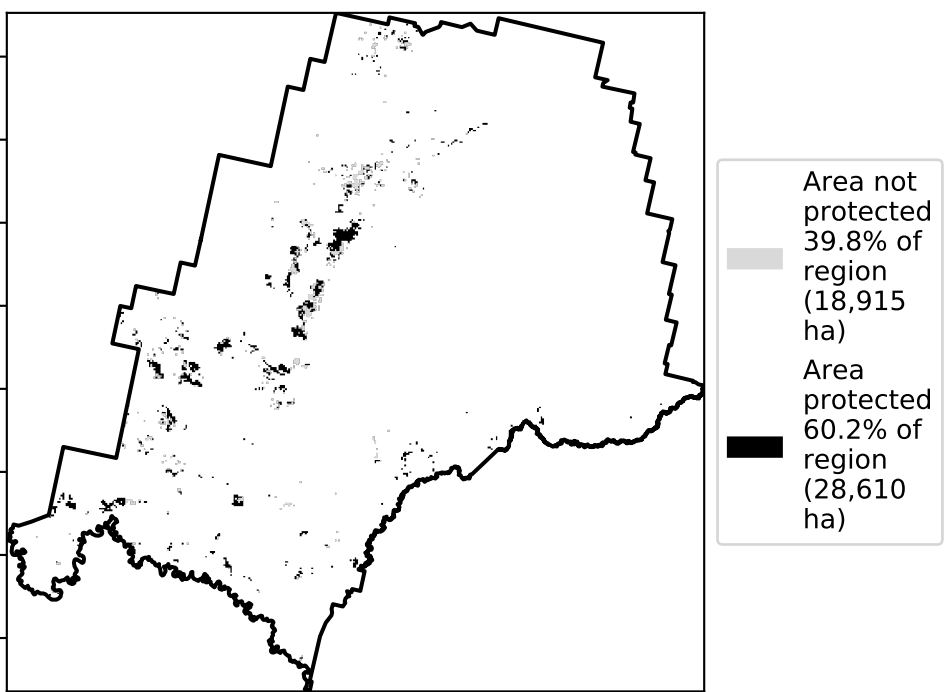 Area not
protected
39.8% of
region
(18,915
ha)
Area
protected
60.2% of
region
(28,610
ha)